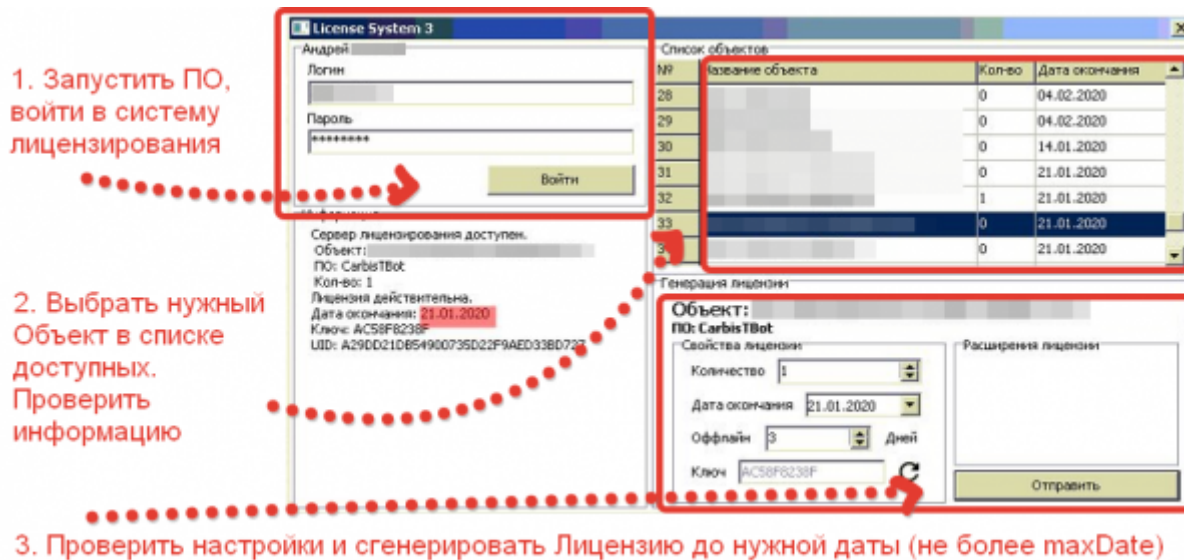 License System 3
Андрей
Логин
Пароль
********
Войти
1. Запустить ПО,
войти в систему
лицензирования
Список объектов
№ Название объекта Кол-во Дата окончания
28 0 04.02.2020
29 0 04.02.2020
30 0 14.01.2020
31 0 21.01.2020
32 1 21.01.2020
33 0 21.01.2020
0 21.01.2020
Информация
Сервер лицензирования доступен.
Объект:
ПО: CarbisTBot
Кол-во: 1
Лицензия действительна.
Дата окончания: 21.01.2020
Ключ: AC58F8238F
UID: A29DD21DB54900735D22F9AED33BD727
2. Выбрать нужный
Объект в списке
доступных.
Проверить
информацию
Генерация лицензии
Объект:
ПО: CarbisTBot
Свойства лицензии
Количество 1
Дата окончания 21.01.2020
Оффлайн 3 Дней
Ключ AC58F8238F
Расширения лицензии
Отправить
3. Проверить настройки и сгенерировать Лицензию до нужной даты (не более maxDate)